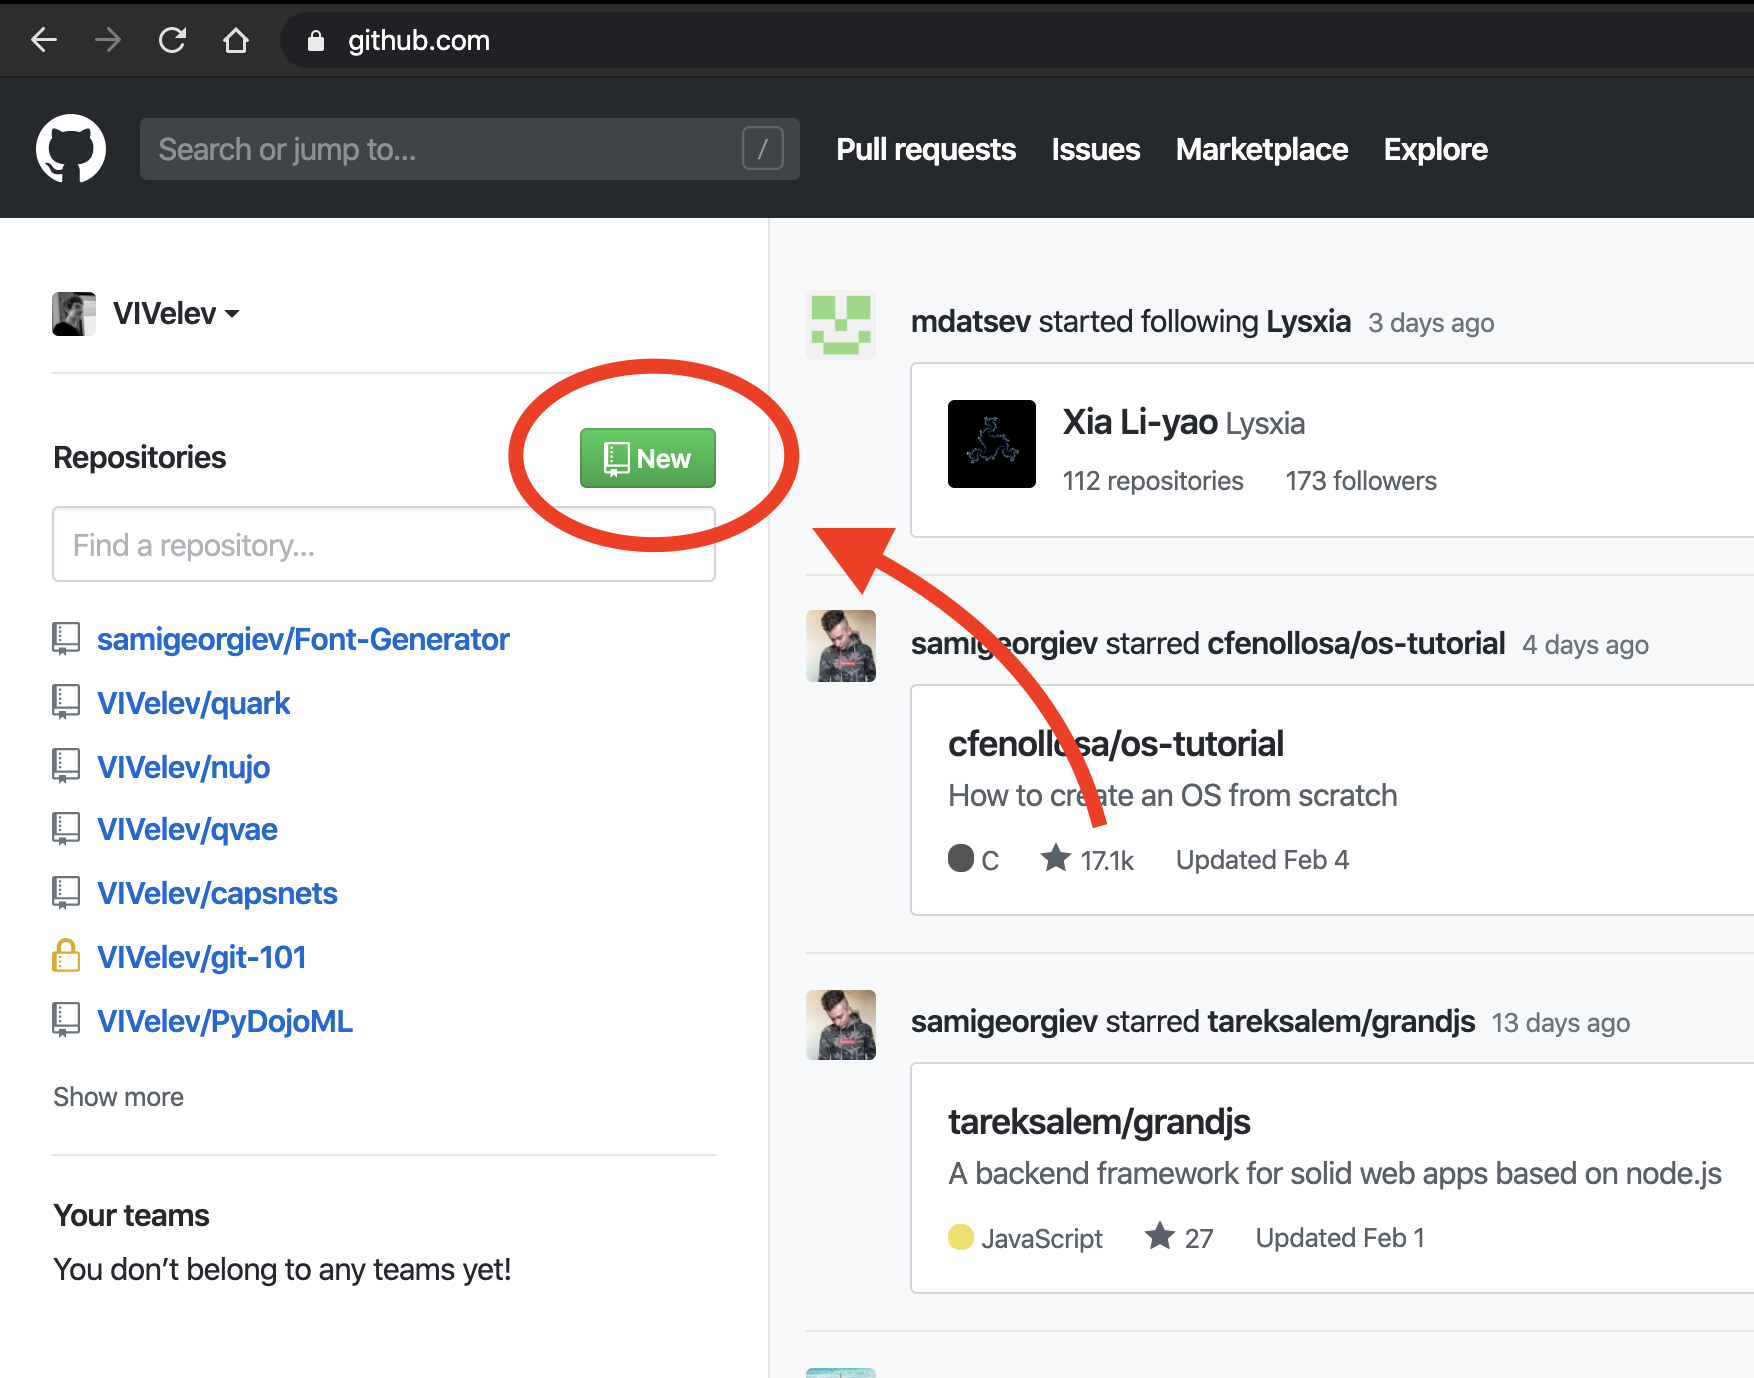 github.com
Search or jump to... /
Pull requests Issues Marketplace Explore
VIVelev
Repositories
New
Find a repository...
samigeorgiev/Font-Generator
VIVelev/quark
VIVelev/nujo
VIVelev/qvae
VIVelev/capsnets
VIVelev/git-101
VIVelev/PyDojoML
Show more
Your teams
You don’t belong to any teams yet!
mdatsev started following Lysxia 3 days ago
Xia Li-yao Lysxia
112 repositories 173 followers
samigeorgiev starred cfenollosa/os-tutorial 4 days ago
cfenollosa/os-tutorial
How to create an OS from scratch
C 17.1k Updated Feb 4
samigeorgiev starred tareksalem/grandjs 13 days ago
tareksalem/grandjs
A backend framework for solid web apps based on node.js
JavaScript 27 Updated Feb 1